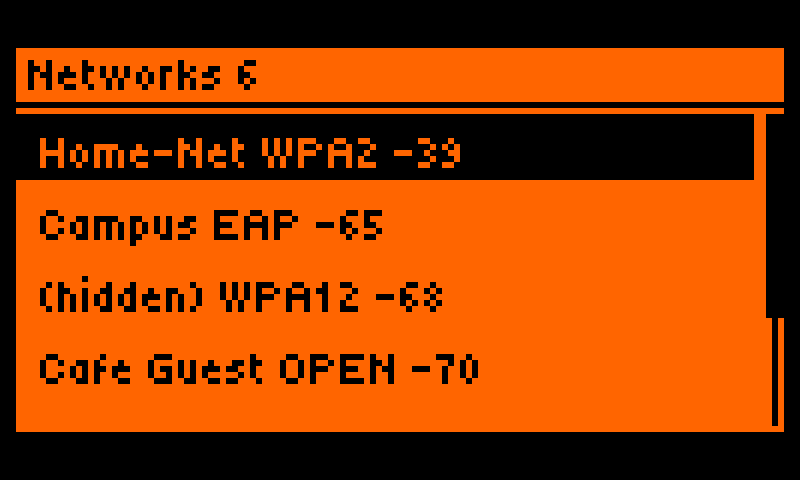 Networks 6
Home-Net WPA2 -39
Campus EAP -65
(hidden) WPA12 -68
Cafe Guest OPEN -70